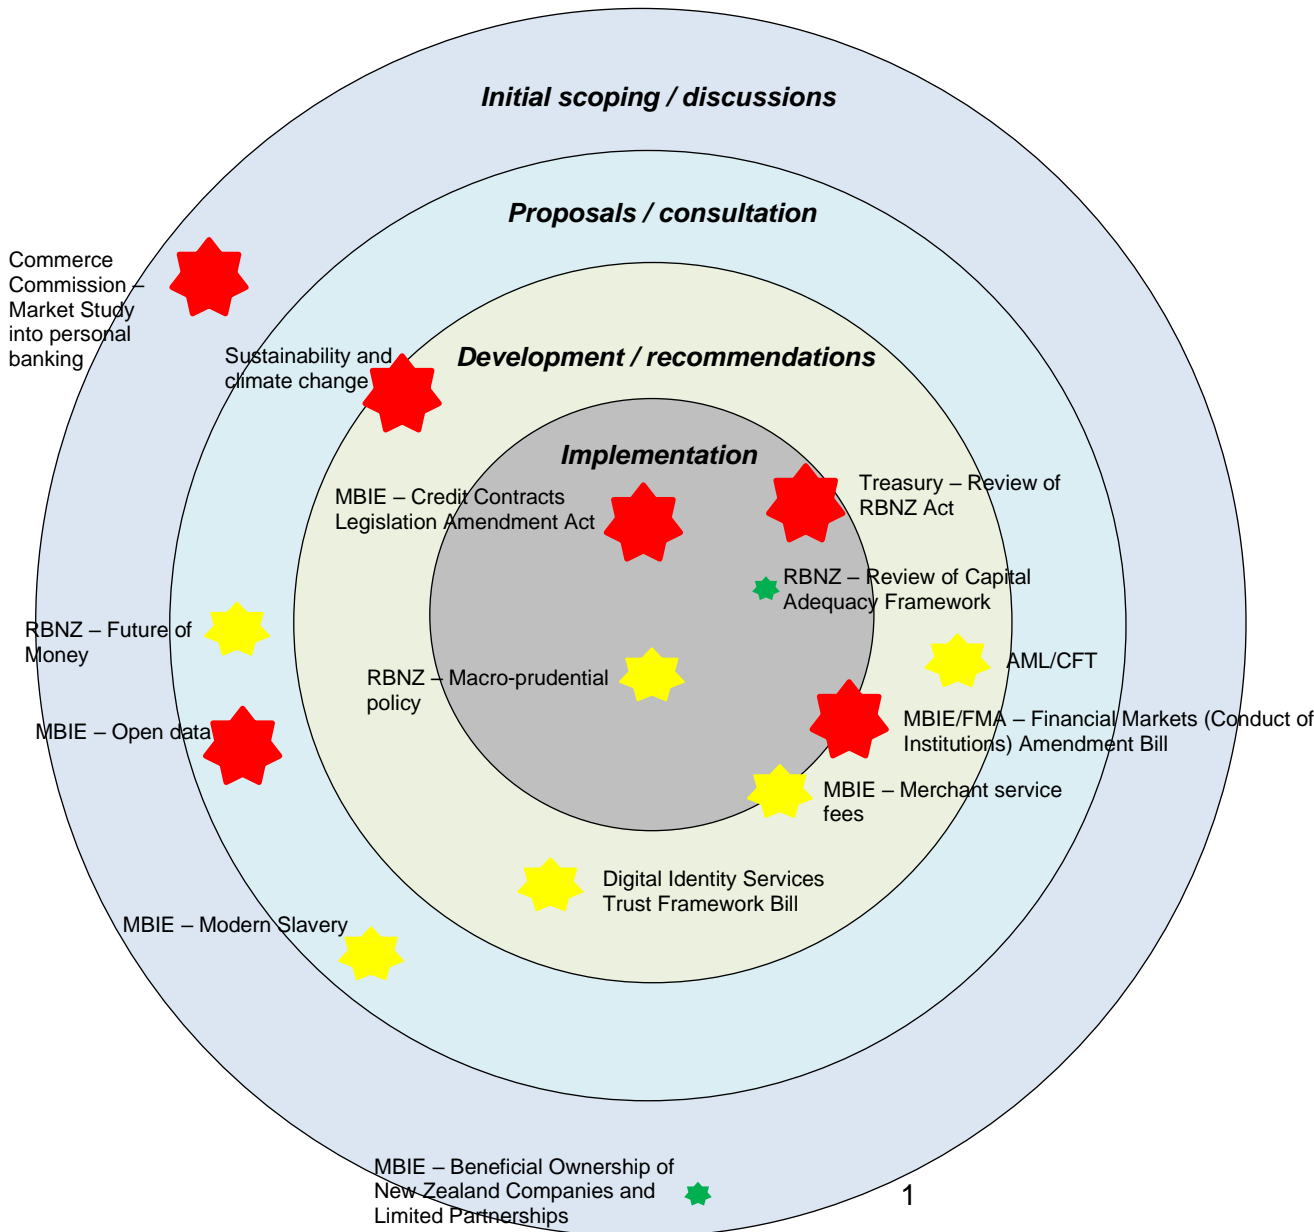 Initial scoping / discussions
Proposals / consultation
Commerce
Commission –
Market Study
into personal
banking
Sustainability and
climate change
Development / recommendations
Implementation
MBIE – Credit Contracts
Legislation Amendment Act
Treasury – Review of
RBNZ Act
RBNZ – Review of Capital
Adequacy Framework
RBNZ – Future of
Money
RBNZ – Macro-prudential
policy
AML/CFT
MBIE – Open data
MBIE/FMA – Financial Markets (Conduct of
Institutions) Amendment Bill
MBIE – Merchant service
fees
Digital Identity Services
Trust Framework Bill
MBIE – Modern Slavery
MBIE – Beneficial Ownership of
New Zealand Companies and
Limited Partnerships
1